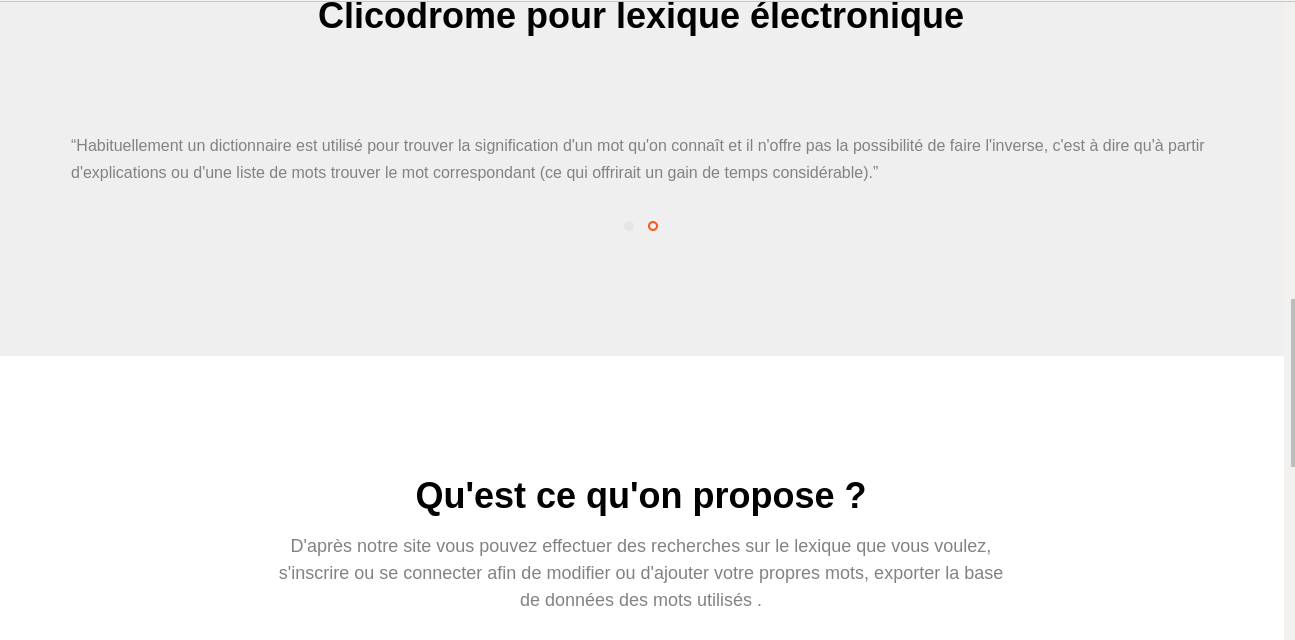 Clicodrome pour lexique électronique
“Habituellement un dictionnaire est utilisé pour trouver la signification d'un mot qu'on connaît et il n'offre pas la possibilité de faire l'inverse, c'est à dire qu'à partir
d'explications ou d'une liste de mots trouver le mot correspondant (ce qui offrirait un gain de temps considérable).”
Qu'est ce qu'on propose ?
D'après notre site vous pouvez effectuer des recherches sur le lexique que vous voulez,
s'inscrire ou se connecter afin de modifier ou d'ajouter votre propres mots, exporter la base
de données des mots utilisés .